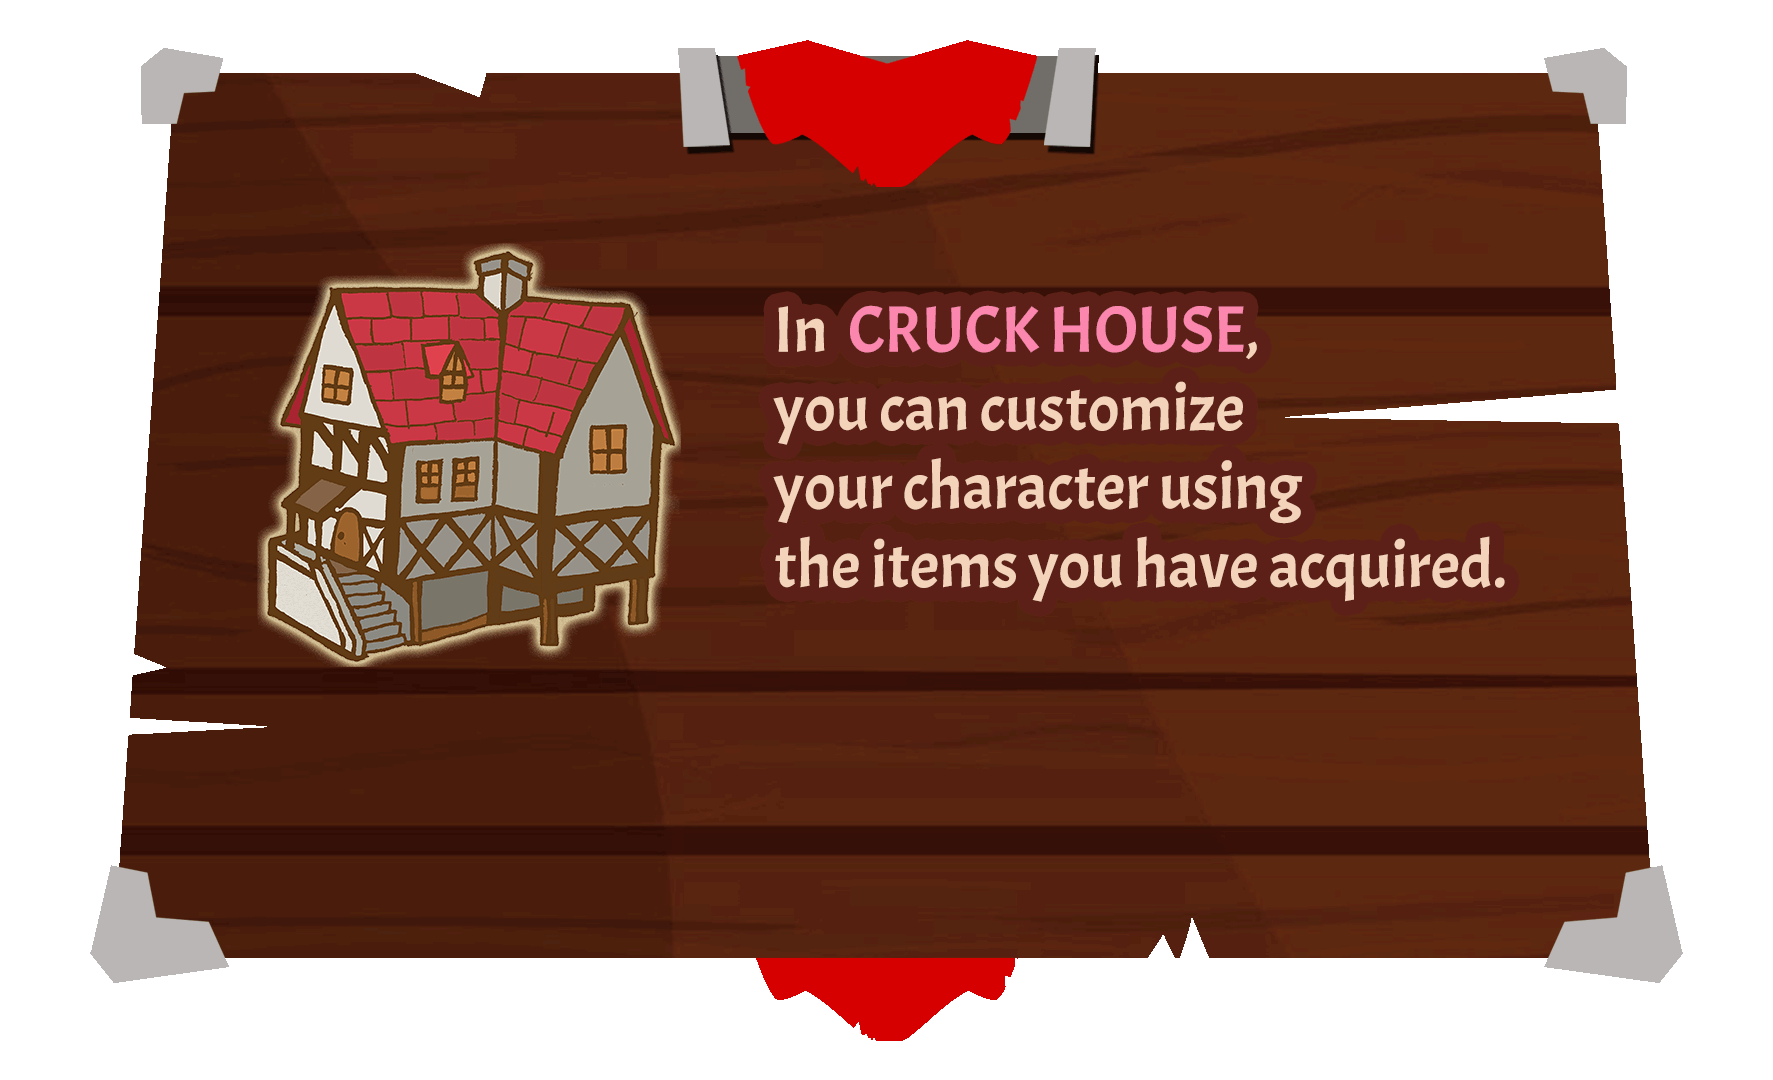 In CRUCK HOUSE,
you can customize
your character using
the items you have acquired.